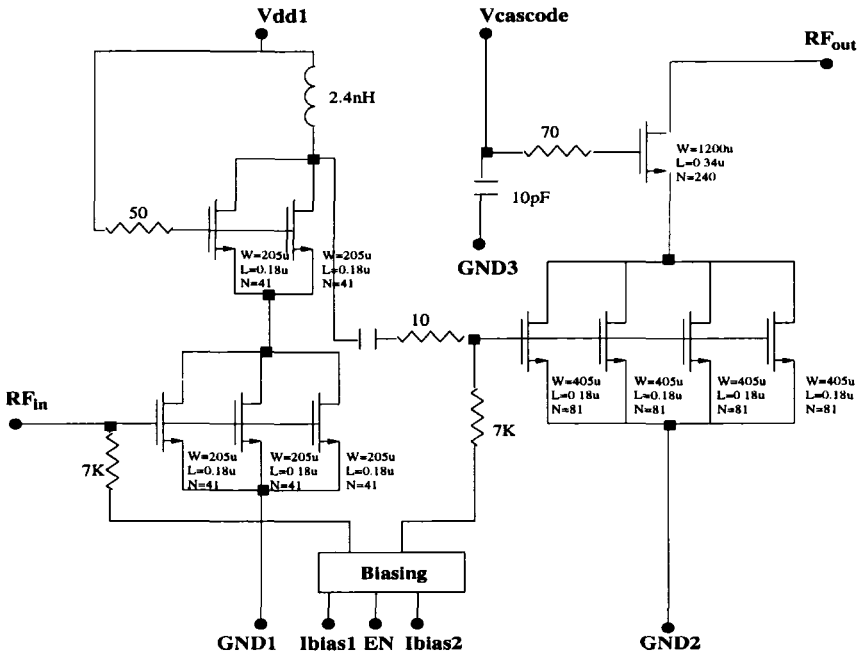 Vdd1
Vcascode
RFout
2.4nH
70
W=1200u
L=0.34u
N=240
10pF
50
GND3
W=205u
L=0.18u
N=41
W=205u
L=0.18u
N=41
10
RFin
W=405u
L=0.18u
N=81
W=405u
L=0.18u
N=81
W=405u
L=0.18u
N=81
W=405u
L=0.18u
N=81
7K
7K
W=205u
L=0.18u
N=41
W=205u
L=0.18u
N=41
W=205u
L=0.18u
N=41
Biasing
GND1
Ibias1
EN
Ibias2
GND2